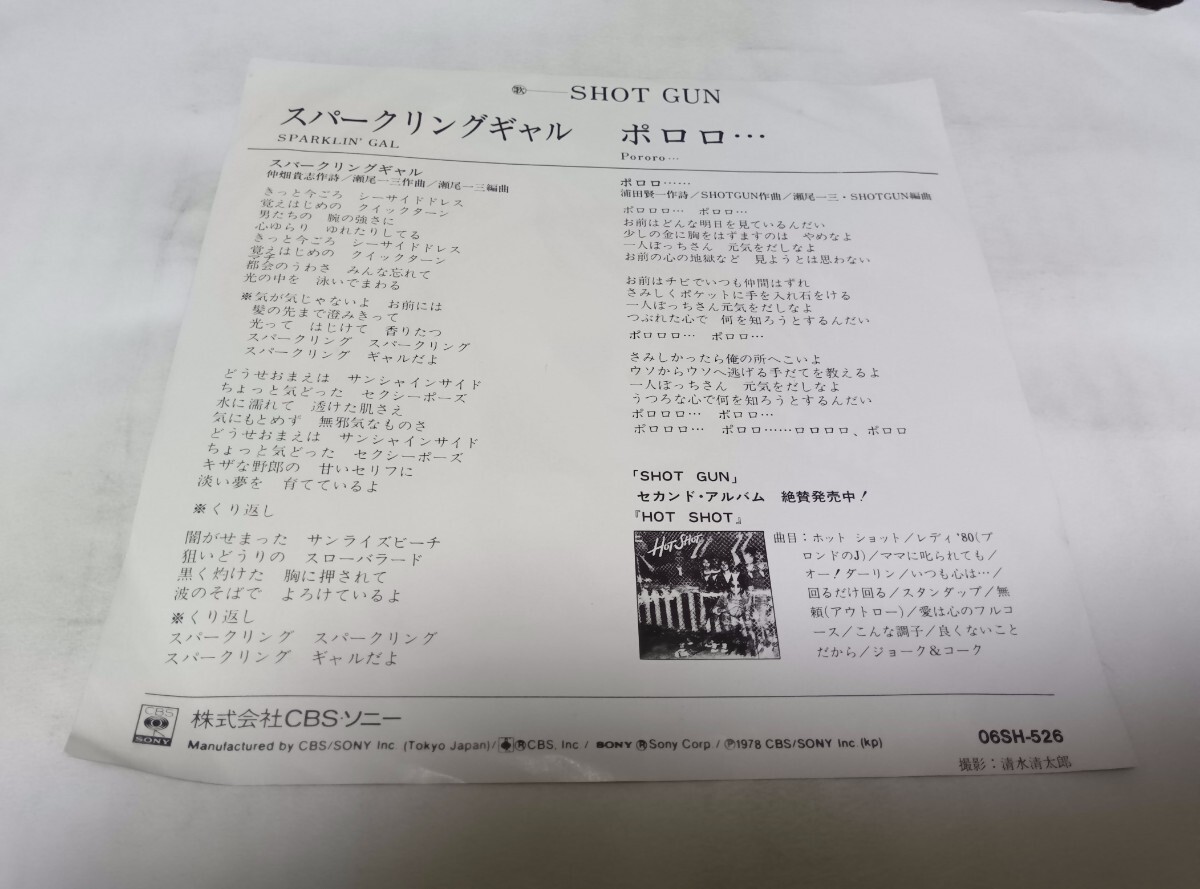 歌――SHOT GUN
スパークリングギャル
SPARKLIN' GAL
ポロロ…
Pororo…
スパークリングギャル
仲畑貴志作詩/瀬尾一三作曲/瀬尾一三編曲
きっと今ごろ シーサイドドレス
覚えはじめの クイックターン
男たちの 腕の強さに
心ゆらり ゆれたりしてる
きっと今ごろ シーサイドドレス
覚えはじめの クイックターン
都会のうわさ みんな忘れて
光の中を 泳いでまわる
※気が気じゃないよ お前には
髪の先まで澄みきって
光って はじけて 香りたつ
スパークリング スパークリング
スパークリング ギャルだよ
どうせおまえは サンシャインサイド
ちょっと気どった セクシーポーズ
水に濡れて 透けた肌さえ
気にもとめず 無邪気なものさ
どうせおまえは サンシャインサイド
ちょっと気どった セクシーポーズ
キザな野郎の 甘いセリフに
淡い夢を 育てているよ
※くり返し
闇がせまった サンライズビーチ
狙いどうりの スローバラード
黒く灼けた 胸に押されて
波のそばで よろけているよ
※くり返し
スパークリング スパークリング
スパークリング ギャルだよ
ポロロ……
浦田賢一作詩/SHOTGUN作曲/瀬尾一三・SHOTGUN編曲
ポロロロ… ポロロ…
お前はどんな明日を見ているんだい
少しの金に胸をはずますのは やめなよ
一人ぼっちさん 元気をだしなよ
お前の心の地獄など 見ようとは思わない
お前はチビでいつも仲間はずれ
さみしくポケットに手を入れ石をける
一人ぼっちさん元気をだしなよ
つぶれた心で 何を知ろうとするんだい
ポロロロ… ポロロ…
さみしかったら俺の所へこいよ
ウソからウソへ逃げる手だてを教えるよ
一人ぼっちさん 元気をだしなよ
うつろな心で何を知ろうとするんだい
ポロロロ… ポロロ…
ポロロロ… ポロロ……ロロロロ、ポロロ
「SHOT GUN」
セカンド・アルバム 絶賛発売中!
『HOT SHOT』
HOT SHOT
曲目:ホット ショット/レディ'80(ブ
ロンドのJ)/ママに叱られても/
オー!ダーリン/いつも心は…/
回るだけ回る/スタンダップ/無
頼(アウトロー)/愛は心のフルコ
ース/こんな調子/良くないこと
だから/ジョーク&コーク
CBS
SONY
株式会社CBS・ソニー
Manufactured by CBS/SONY Inc. (Tokyo Japan)/ ®CBS, Inc / SONY ®Sony Corp. / ℗1978 CBS/SONY Inc.(kp)
06SH-526
撮影:清水清太郎